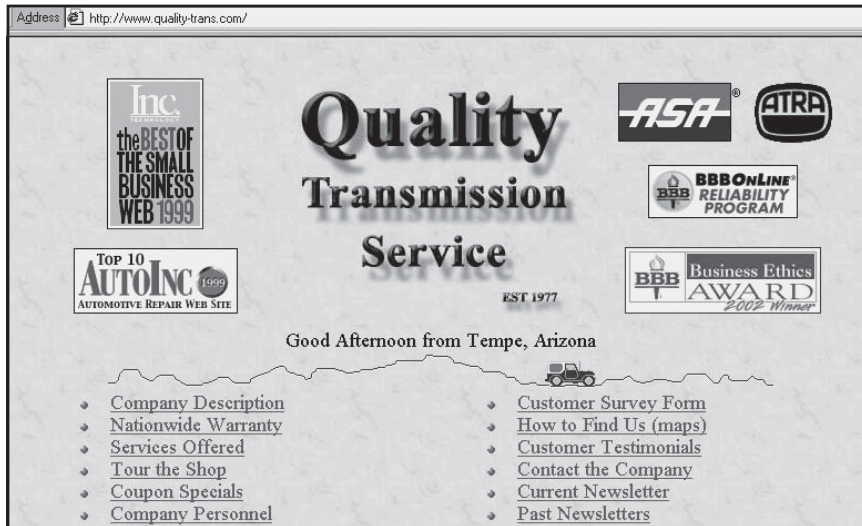 Address http://www.quality-trans.com/
Inc.
TECHNOLOGY
the BEST OF
THE SMALL
BUSINESS
WEB 1999
TOP 10
AUTOINC 1999
AUTOMOTIVE REPAIR WEB SITE
Quality
Transmission
Service
EST 1977
ASA®
ATRA
BBB
BBBONLINE®
RELIABILITY
PROGRAM
BBB
Business Ethics
AWARD
2002 Winner
Good Afternoon from Tempe, Arizona
Company Description
Nationwide Warranty
Services Offered
Tour the Shop
Coupon Specials
Company Personnel
Customer Survey Form
How to Find Us (maps)
Customer Testimonials
Contact the Company
Current Newsletter
Past Newsletters